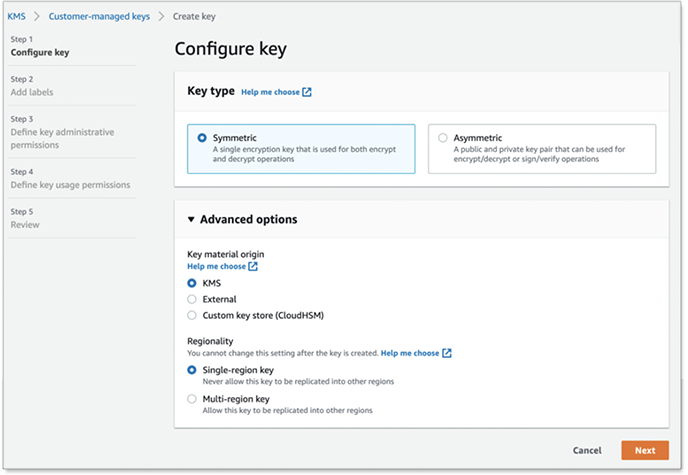 KMS > Customer-managed keys > Create key
Step 1
Configure key
Step 2
Add labels
Step 3
Define key administrative
permissions
Step 4
Define key usage permissions
Step 5
Review
Configure key
Key type Help me choose
Symmetric
A single encryption key that is used for both encrypt
and decrypt operations
Asymmetric
A public and private key pair that can be used for
encrypt/decrypt or sign/verify operations
Advanced options
Key material origin
Help me choose
KMS
External
Custom key store (CloudHSM)
Regionality
You cannot change this setting after the key is created. Help me choose
Single-region key
Never allow this key to be replicated into other regions
Multi-region key
Allow this key to be replicated into other regions
Cancel Next